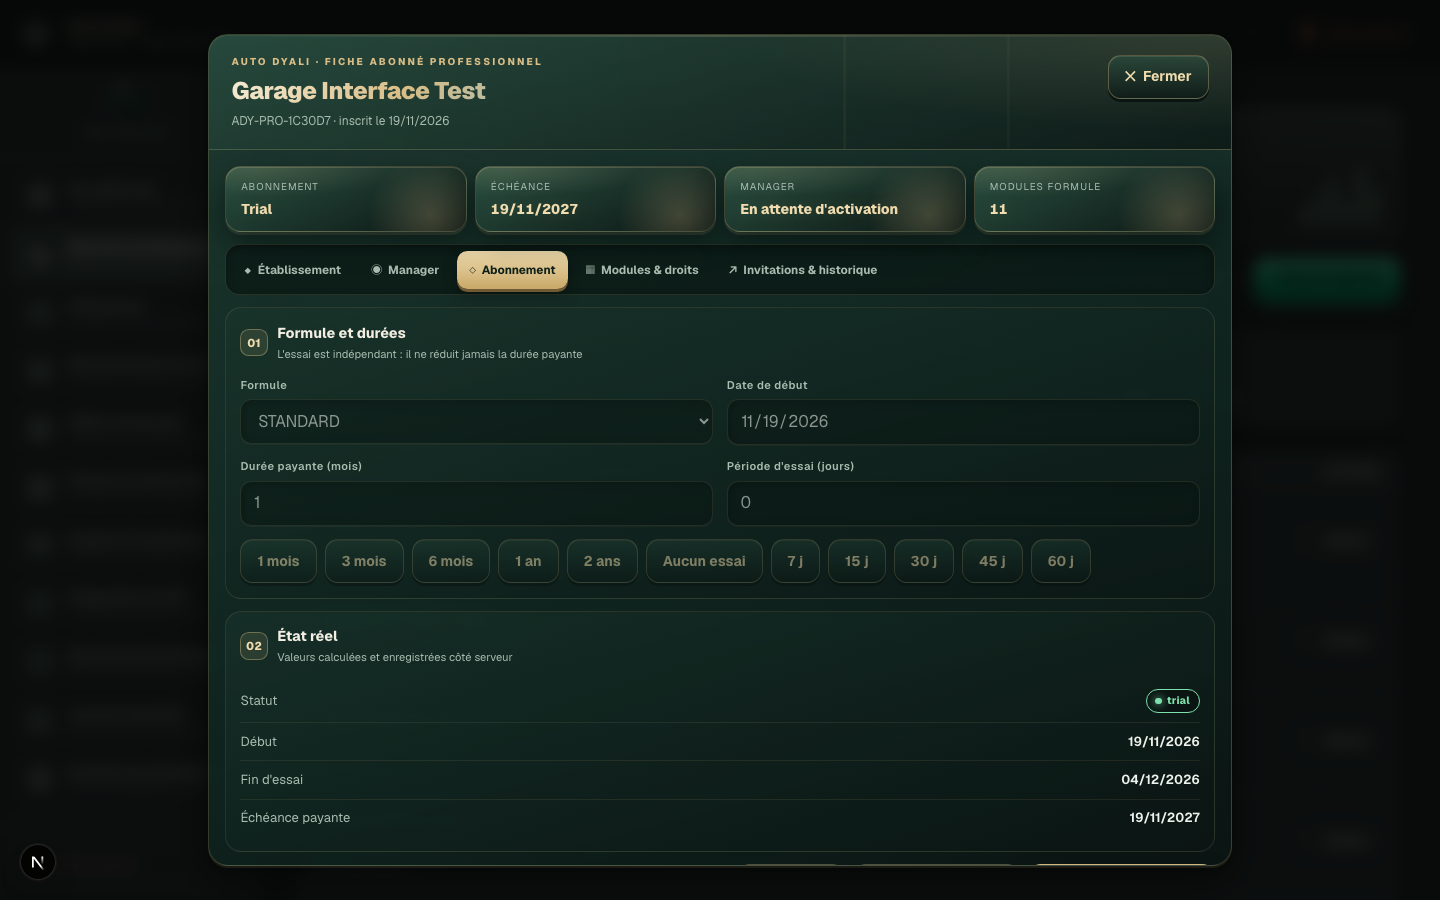 AUTO DYALI · FICHE ABONNÉ PROFESSIONNEL
Garage Interface Test
ADY-PRO-1C30D7 · inscrit le 19/11/2026
Fermer
ABONNEMENT
Trial
ÉCHÉANCE
19/11/2027
MANAGER
En attente d'activation
MODULES FORMULE
11
Établissement
Manager
Abonnement
Modules & droits
Invitations & historique
01
Formule et durées
L'essai est indépendant : il ne réduit jamais la durée payante
Formule
STANDARD
Date de début
11/19/2026
Durée payante (mois)
1
Période d'essai (jours)
0
1 mois
3 mois
6 mois
1 an
2 ans
Aucun essai
7 j
15 j
30 j
45 j
60 j
02
État réel
Valeurs calculées et enregistrées côté serveur
Statut
trial
Début
19/11/2026
Fin d'essai
04/12/2026
Échéance payante
19/11/2027
N